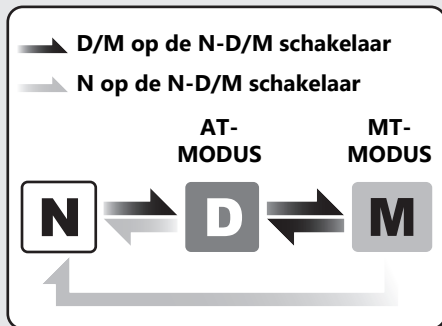 D/M op de N-D/M schakelaar
N op de N-D/M schakelaar
AT-
MODUS
MT-
MODUS
N D M